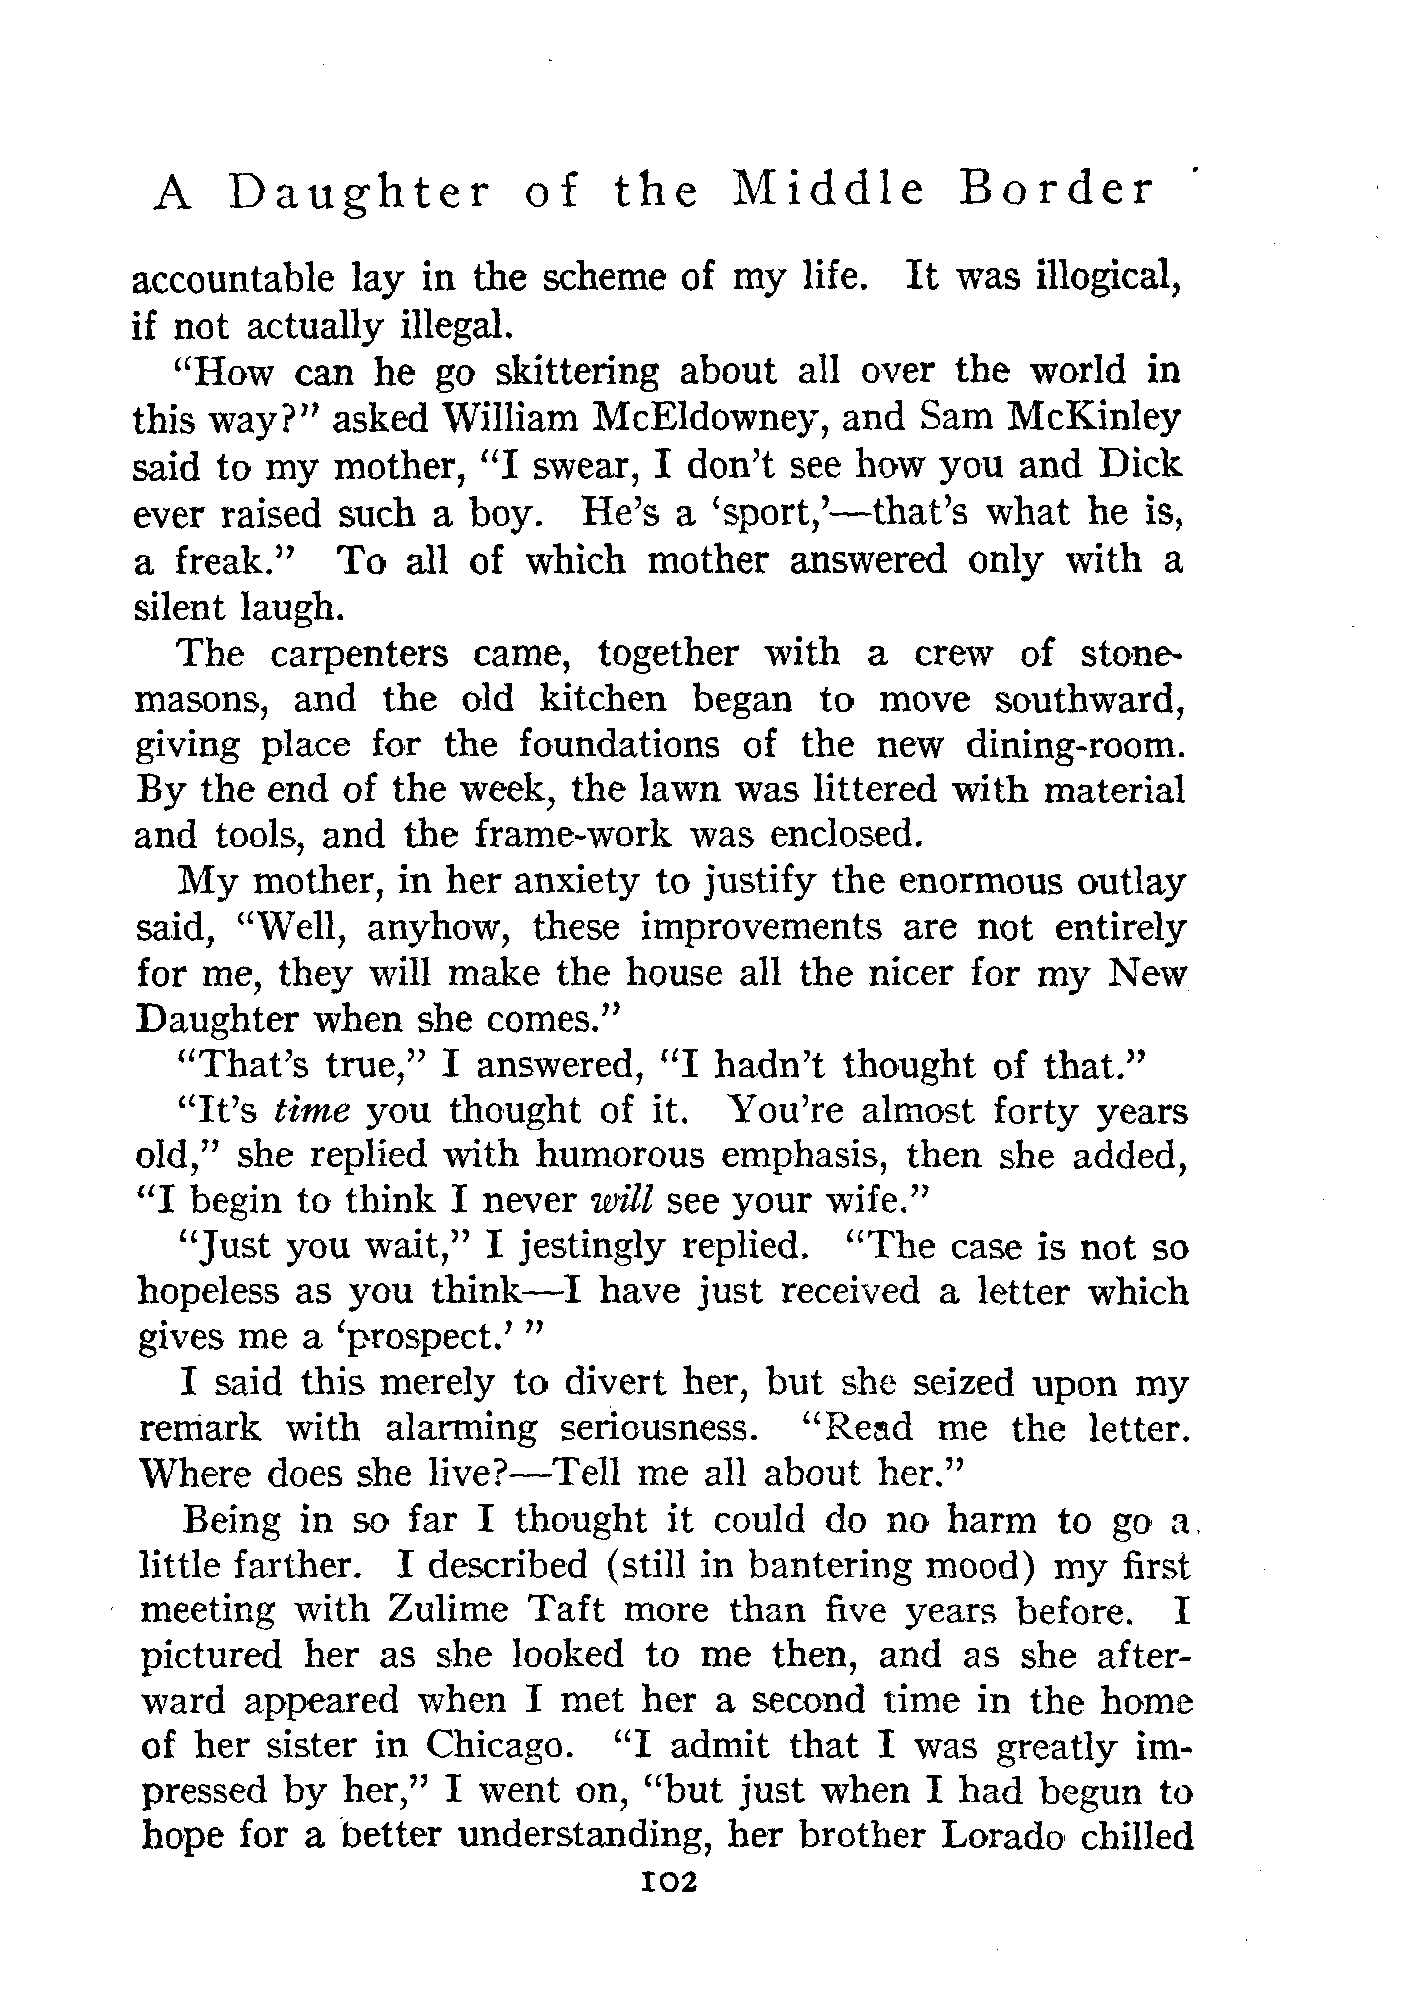 A Daughter of the Middle Border
accountable lay in the scheme of my life. It was illogical,
if not actually illegal.
“How can he go skittering about all over the world in
this way?” asked William McEldowney, and Sam McKinley
said to my mother, “I swear, I don’t see how you and Dick
ever raised such a boy. He’s a ‘sport,’—that’s what he is,
a freak.” To all of which mother answered only with a
silent laugh.
The carpenters came, together with a crew of stone-
masons, and the old kitchen began to move southward,
giving place for the foundations of the new dining-room.
By the end of the week, the lawn was littered with material
and tools, and the frame-work was enclosed.
My mother, in her anxiety to justify the enormous outlay
said, “Well, anyhow, these improvements are not entirely
for me, they will make the house all the nicer for my New
Daughter when she comes.”
“That’s true,” I answered, “I hadn’t thought of that.”
“It’s time you thought of it. You’re almost forty years
old,” she replied with humorous emphasis, then she added,
“I begin to think I never will see your wife.”
“Just you wait,” I jestingly replied. “The case is not so
hopeless as you think—I have just received a letter which
gives me a ‘prospect.’ ”
I said this merely to divert her, but she seized upon my
remark with alarming seriousness. “Read me the letter.
Where does she live?—Tell me all about her.”
Being in so far I thought it could do no harm to go a
little farther. I described (still in bantering mood) my first
meeting with Zulime Taft more than five years before. I
pictured her as she looked to me then, and as she after-
ward appeared when I met her a second time in the home
of her sister in Chicago. “I admit that I was greatly im-
pressed by her,” I went on, “but just when I had begun to
hope for a better understanding, her brother Lorado chilled
102